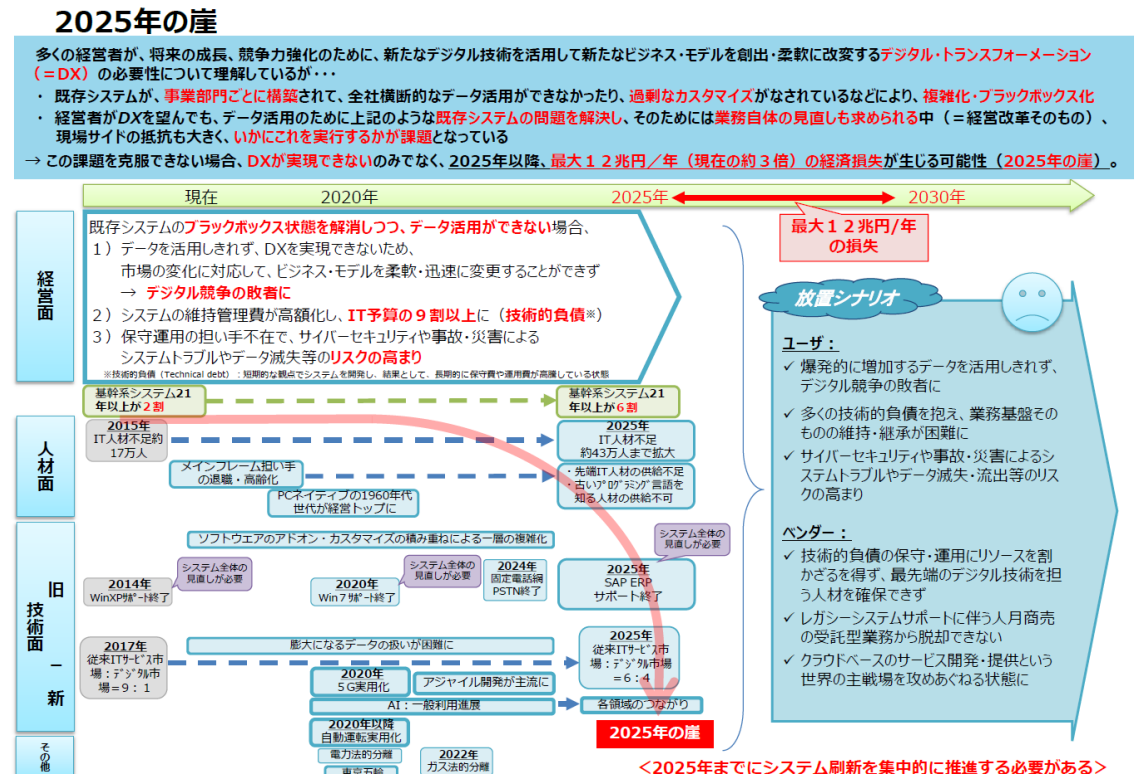 2025年の崖
多くの経営者が、将来の成長、競争力強化のために、新たなデジタル技術を活用して新たなビジネス・モデルを創出・柔軟に改変するデジタル・トランスフォーメーション
（＝DX）の必要性について理解しているが・・・
・ 既存システムが、事業部門ごとに構築されて、全社横断的なデータ活用ができなかったり、過剰なカスタマイズがなされているなどにより、複雑化・ブラックボックス化
・ 経営者がDXを望んでも、データ活用のために上記のような既存システムの問題を解決し、そのためには業務自体の見直しも求められる中（＝経営改革そのもの）、
現場サイドの抵抗も大きく、いかにこれを実行するかが課題となっている
→ この課題を克服できない場合、DXが実現できないのみでなく、2025年以降、最大１２兆円／年（現在の約３倍）の経済損失が生じる可能性（2025年の崖）。
現在
2020年
2025年
2030年
最大１２兆円/年
の損失
経営面
既存システムのブラックボックス状態を解消しつつ、データ活用ができない場合、
１）データを活用しきれず、DXを実現できないため、
市場の変化に対応して、ビジネス・モデルを柔軟・迅速に変更することができず
→ デジタル競争の敗者に
２）システムの維持管理費が高額化し、IT予算の９割以上に（技術的負債※）
３）保守運用の担い手不在で、サイバーセキュリティや事故・災害による
システムトラブルやデータ滅失等のリスクの高まり
※技術的負債（Technical debt）：短期的な観点でシステムを開発し、結果として、長期的に保守費や運用費が高騰している状態
基幹系システム21
年以上が２割
基幹系システム21
年以上が６割
人材面
2015年
IT人材不足約
17万人
2025年
IT人材不足
約43万人まで拡大
メインフレーム担い手
の退職・高齢化
・先端IT人材の供給不足
・古いﾌﾟﾛｸﾞﾗﾐﾝｸﾞ言語を
知る人材の供給不可
PCネイティブの1960年代
世代が経営トップに
技術面
旧
－
新
ソフトウエアのアドオン・カスタマイズの積み重ねによる一層の複雑化
システム全体の
見直しが必要
2014年
WinXPｻﾎﾟｰﾄ終了
システム全体の
見直しが必要
2020年
Win７ｻﾎﾟｰﾄ終了
2024年
固定電話網
PSTN終了
システム全体の
見直しが必要
2025年
SAP ERP
サポート終了
2017年
従来ITｻｰﾋﾞｽ市
場：ﾃﾞｼﾞﾀﾙ市
場＝9：1
膨大になるデータの扱いが困難に
2025年
従来ITｻｰﾋﾞｽ市
場：ﾃﾞｼﾞﾀﾙ市場
＝6：4
2020年
５G実用化
アジャイル開発が主流に
AI：一般利用進展
各領域のつながり
2020年以降
自動運転実用化
2025年の崖
その他
電力法的分離
東京五輪
2022年
ガス法的分離
放置シナリオ
ユーザ：
✓ 爆発的に増加するデータを活用しきれず、
デジタル競争の敗者に
✓ 多くの技術的負債を抱え、業務基盤そ
のものの維持・継承が困難に
✓ サイバーセキュリティや事故・災害によるシ
ステムトラブルやデータ滅失・流出等のリス
クの高まり
ベンダー：
✓ 技術的負債の保守・運用にリソースを割
かざるを得ず、最先端のデジタル技術を担
う人材を確保できず
✓ レガシーシステムサポートに伴う人月商売
の受託型業務から脱却できない
✓ クラウドベースのサービス開発・提供という
世界の主戦場を攻めあぐねる状態に
＜2025年までにシステム刷新を集中的に推進する必要がある＞